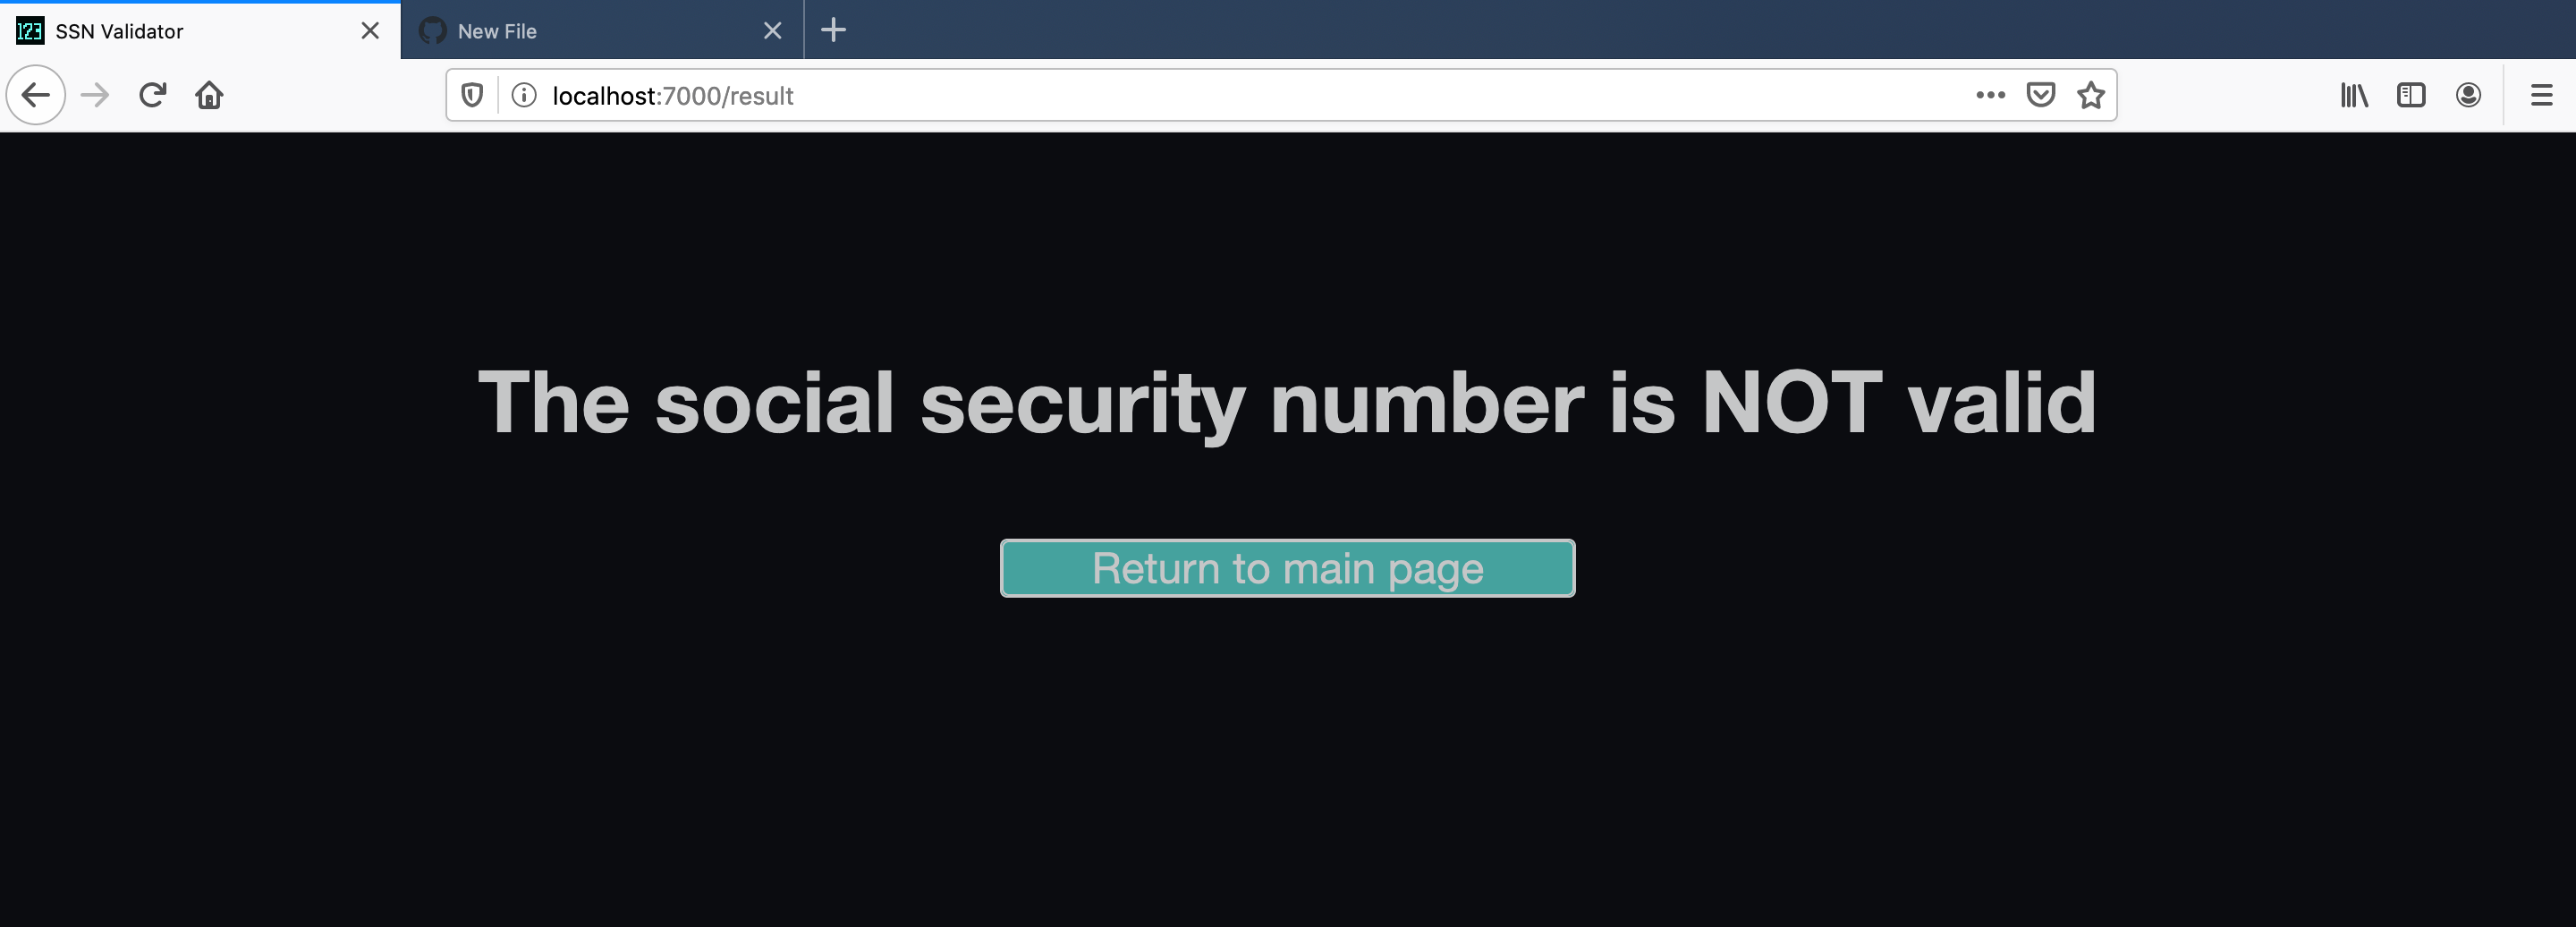 123 SSN Validator
New File
localhost:7000/result
The social security number is NOT valid
Return to main page